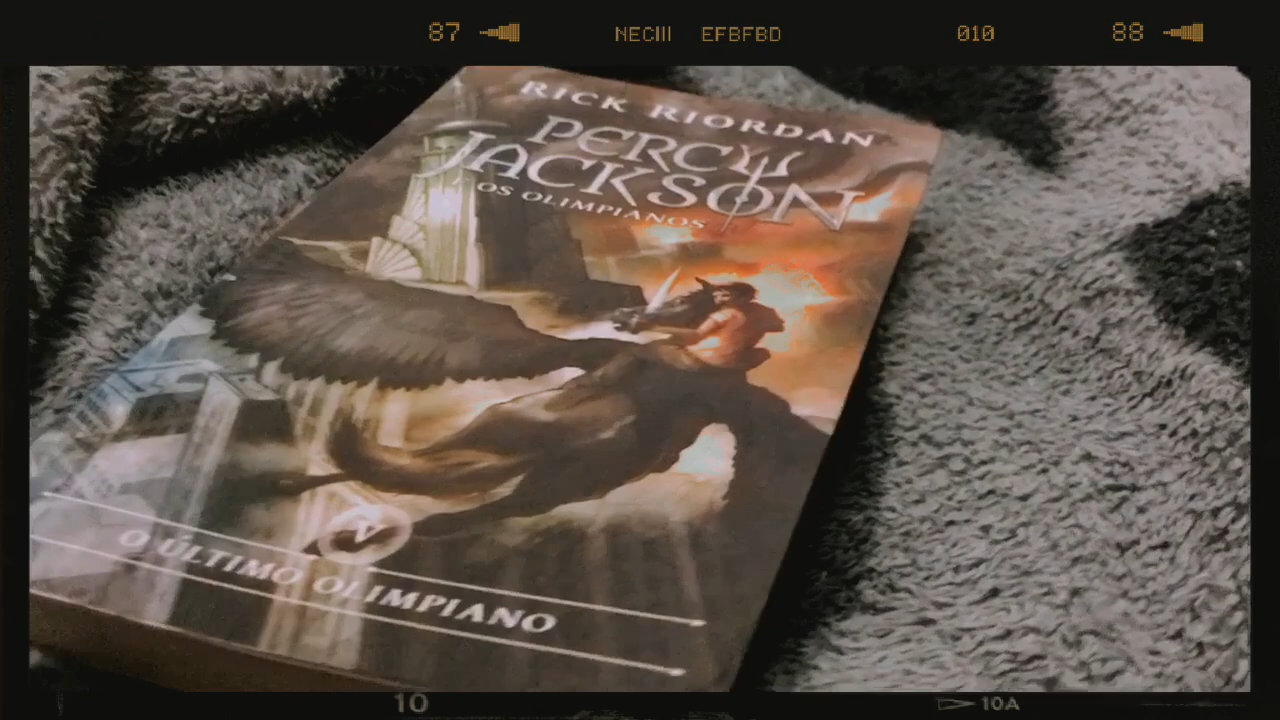 87 NECIII EFBFBD 010 88
RICK RIORDAN
PERCY
JACKSON
OS OLIMPIANOS
V
O ÚLTIMO OLIMPIANO
10 10A